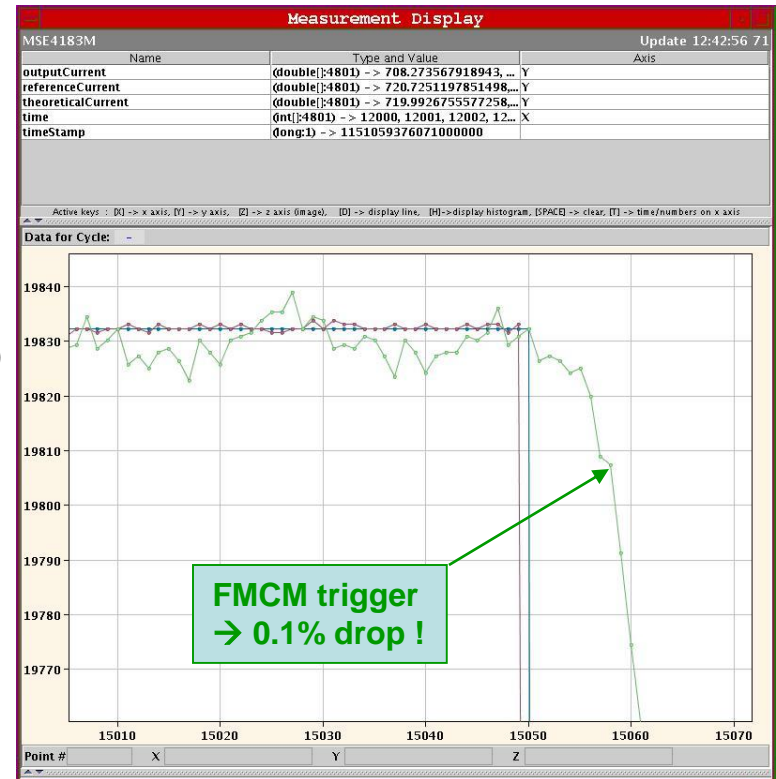 Measurement Display
MSE4183M Update 12:42:56 71
Name Type and Value Axis
outputCurrent (double[]:4801) -> 708.273567918943, ... Y
referenceCurrent (double[]:4801) -> 720.7251197851498,... Y
theoreticalCurrent (double[]:4801) -> 719.9926755577258,... Y
time (int[]:4801) -> 12000, 12001, 12002, 12... X
timeStamp (long:1) -> 1151059376071000000
Active keys : [X] -> x axis, [Y] -> y axis, [Z] -> z axis (image), [D] -> display line, [H]->display histogram, [SPACE] -> clear, [T] -> time/numbers on x axis
Data for Cycle: -
19840
19830
19820
19810
19800
19790
19780
19770
FMCM trigger
→ 0.1% drop !
15010 15020 15030 15040 15050 15060 15070
Point # X Y Z